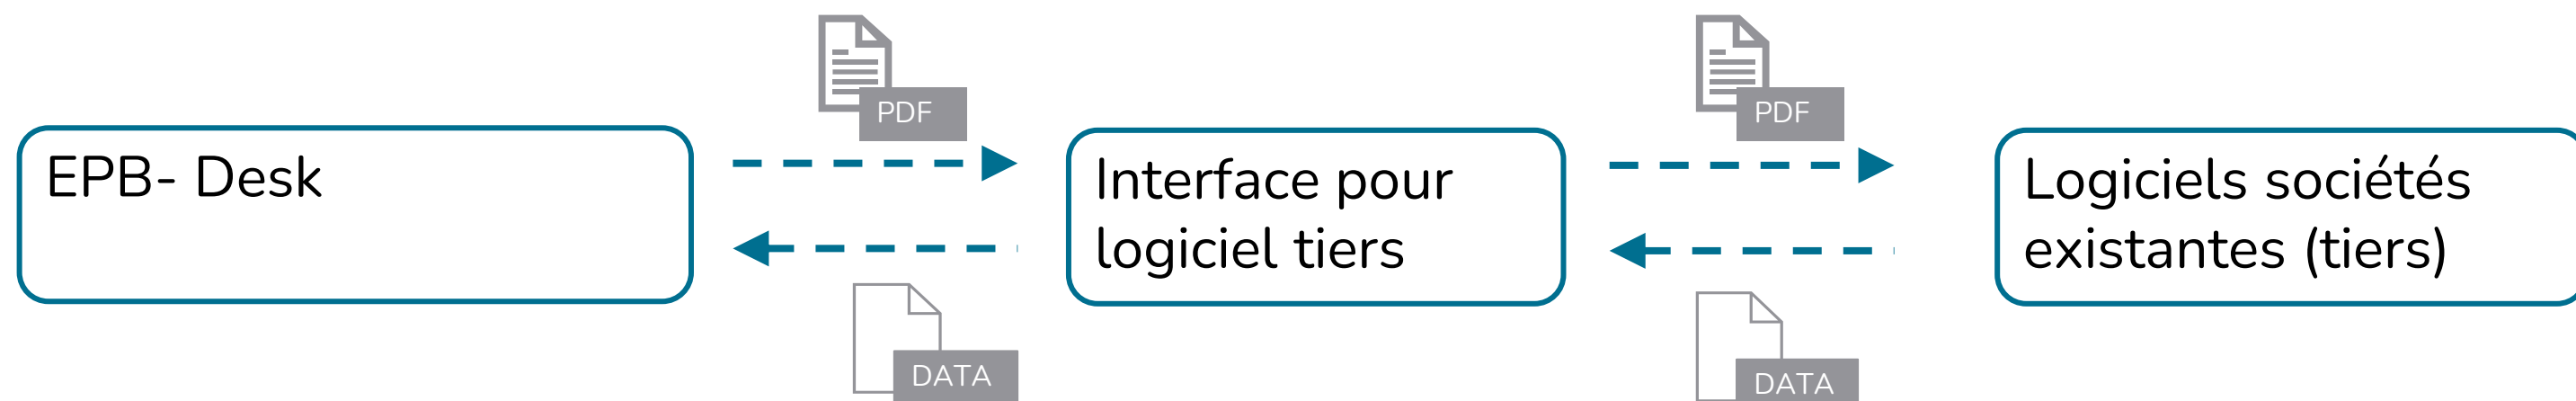 PDF
PDF
EPB- Desk
Interface pour
logiciel tiers
Logiciels sociétés
existantes (tiers)
DATA
DATA